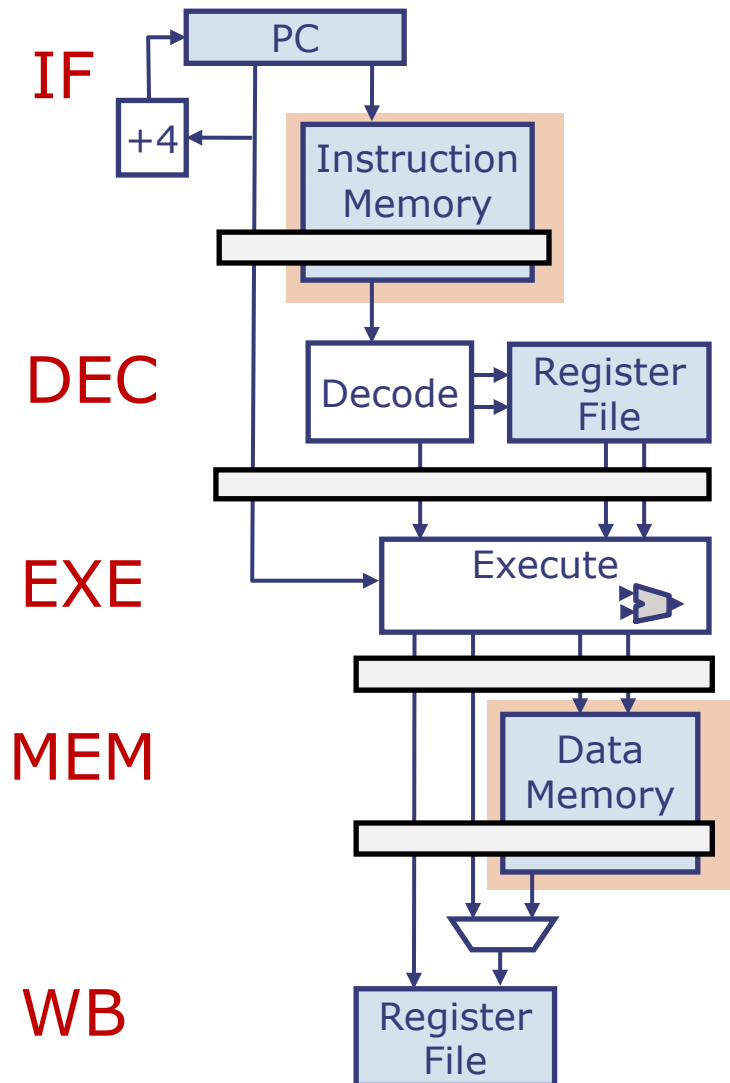 IF
PC
+4
Instruction
Memory
DEC
Decode
Register
File
EXE
Execute
MEM
Data
Memory
WB
Register
File